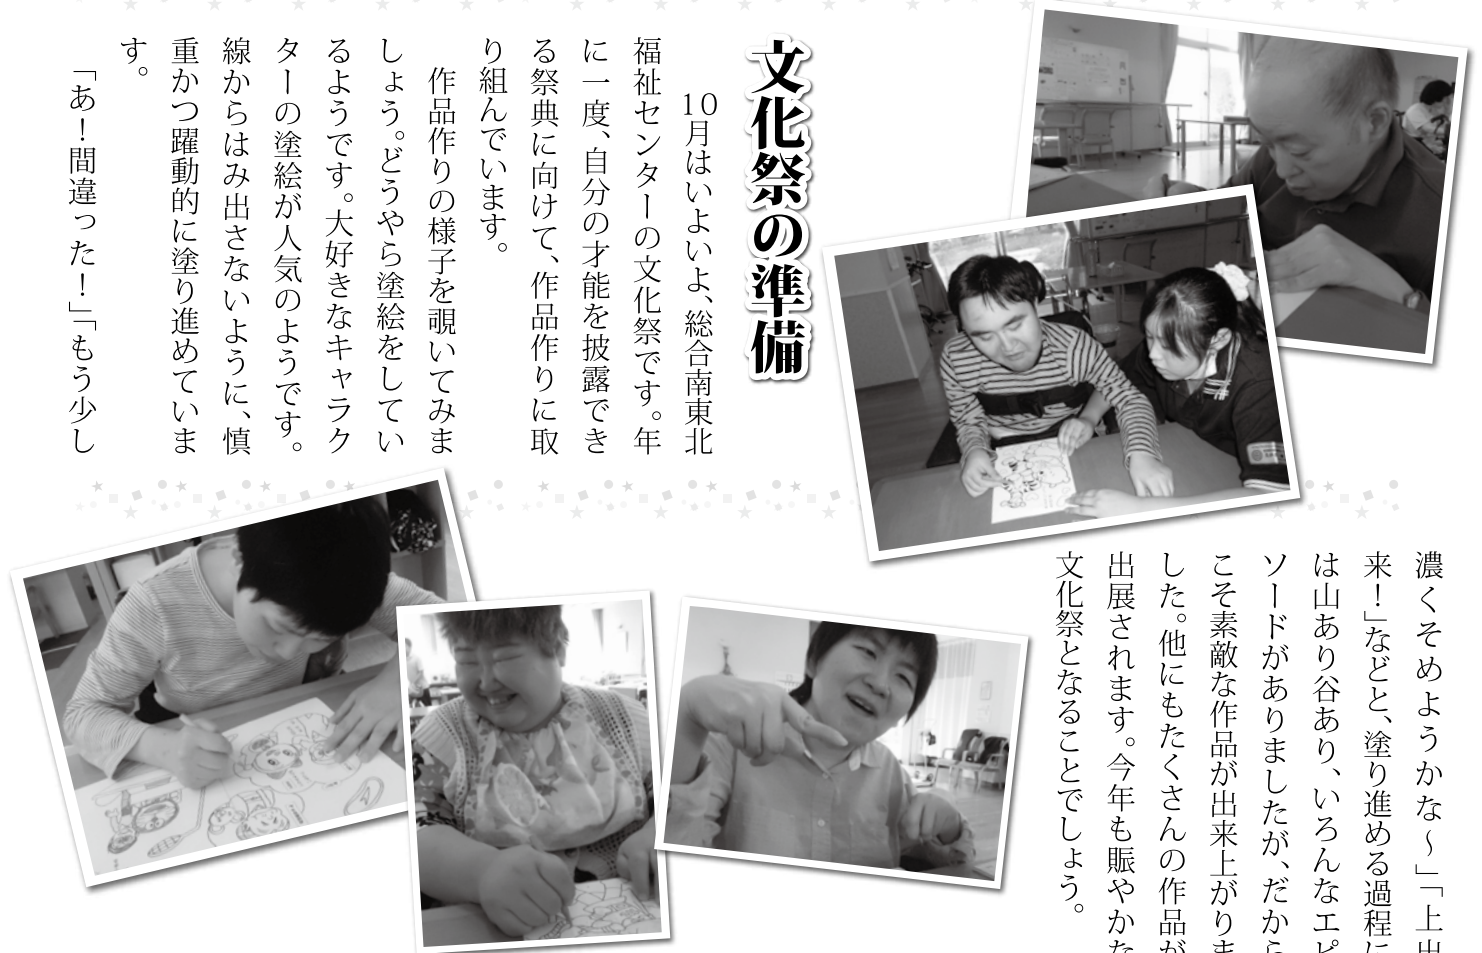 文化祭の準備
10月はいよいよ、総合南東北
福祉センターの文化祭です。年
に一度、自分の才能を披露でき
る祭典に向けて、作品作りに取
り組んでいます。
作品作りの様子を覗いてみま
しょう。どうやら塗絵をしてい
るようです。大好きなキャラク
ターの塗絵が人気のようです。
線からはみ出さないように、慎
重かつ躍動的に塗り進めていま
す。
「あ!間違った!」「もう少し
濃くそめようかな～」「上出
来!」などと、塗り進める過程に
は山あり谷あり、いろんなエピ
ソードがありましたが、だから
こそ素敵な作品が出来上がりま
した。他にもたくさんの作品が
出展されます。今年も賑やかな
文化祭となることでしょう。